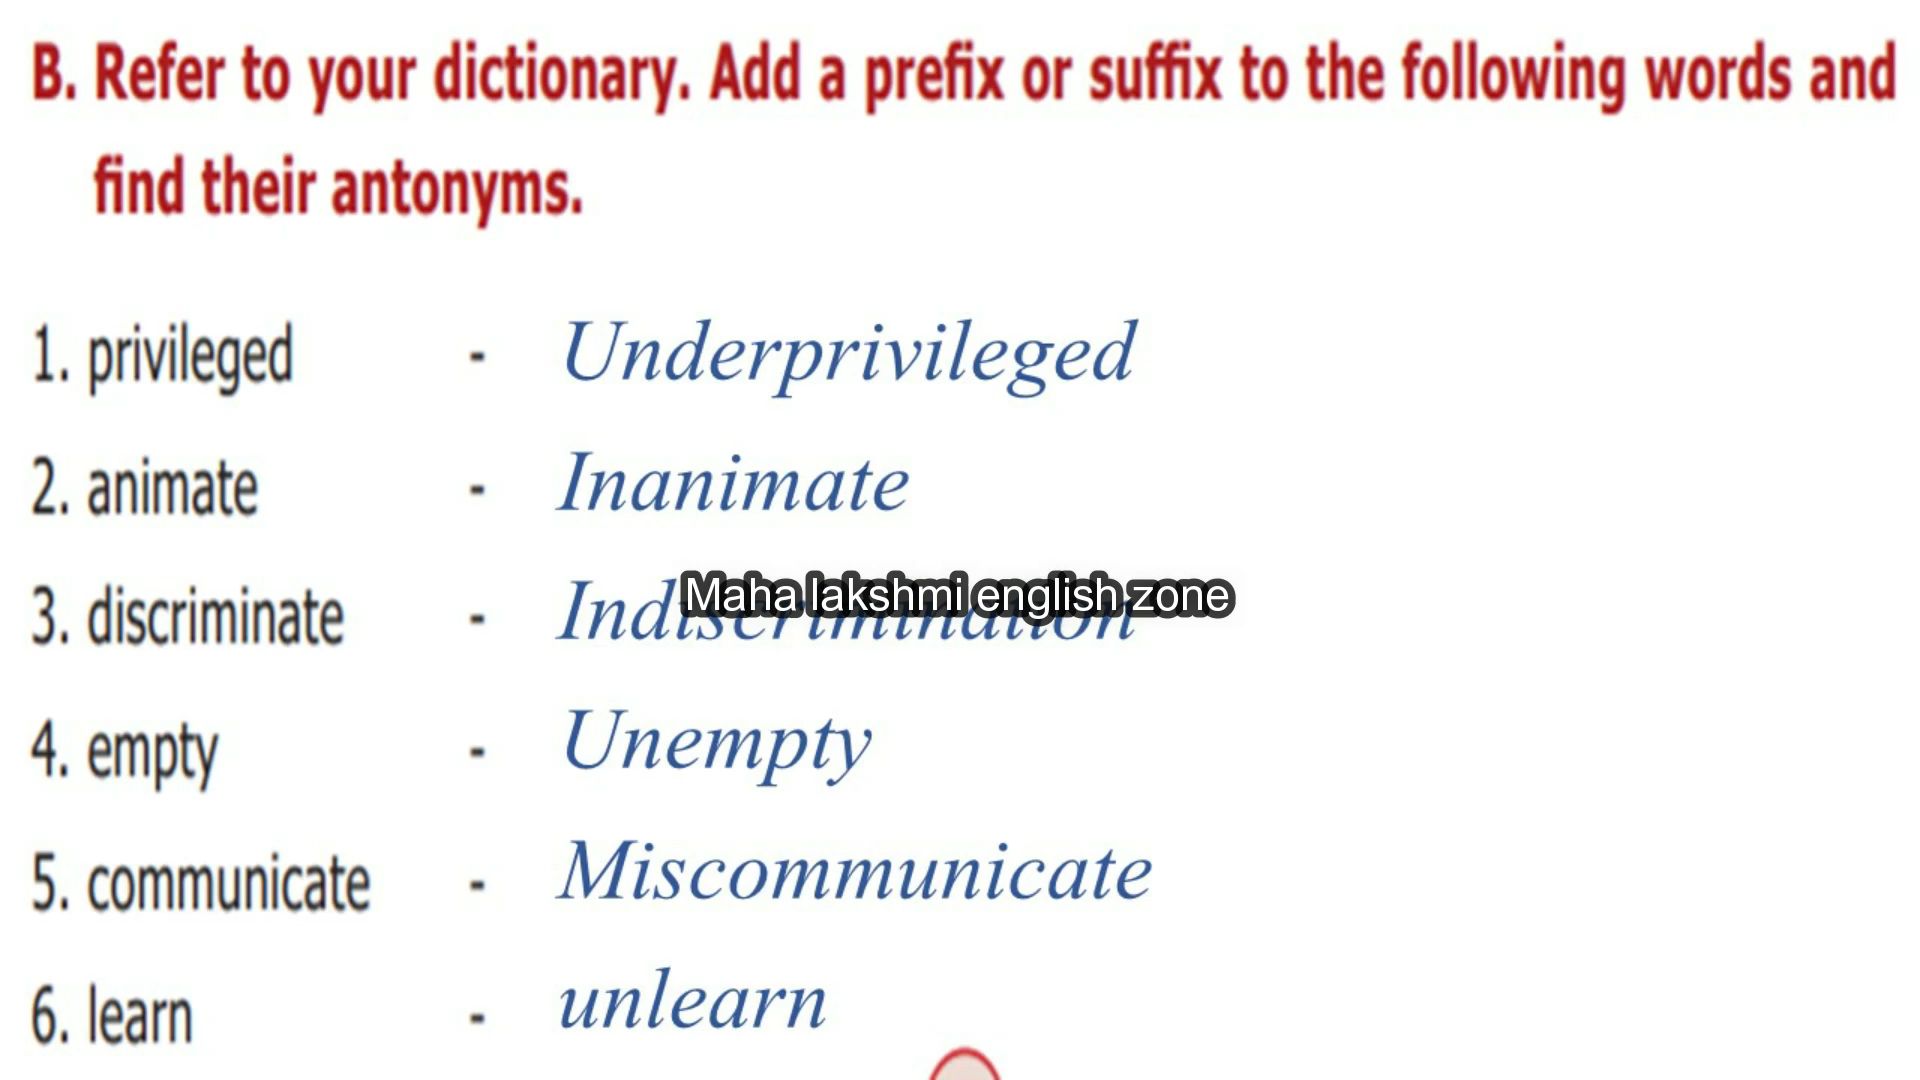 B. Refer to your dictionary. Add a prefix or suffix to the following words and
find their antonyms.
1. privileged - Underprivileged
2. animate - Inanimate
3. discriminate - Indiscrimination
Maha lakshmi english zone
4. empty - Unempty
5. communicate - Miscommunicate
6. learn - unlearn